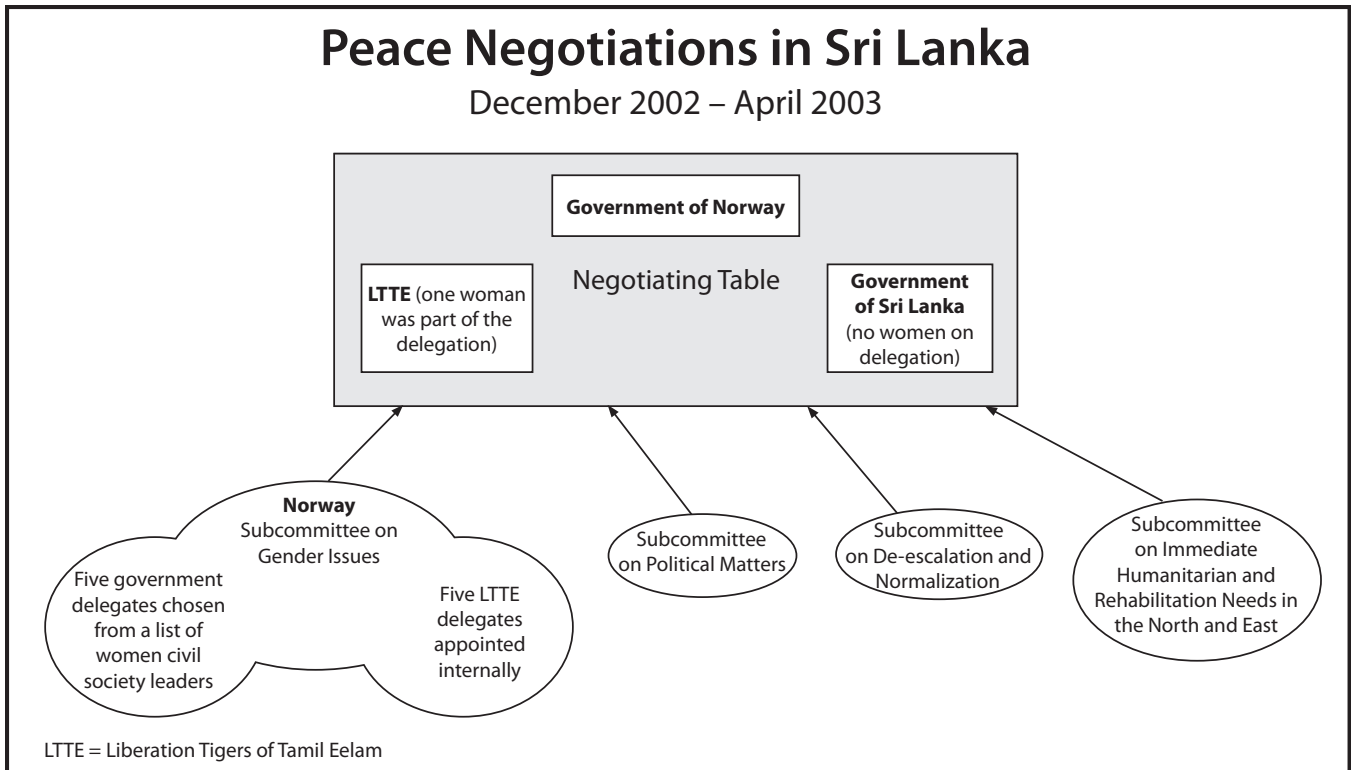 Peace Negotiations in Sri Lanka
December 2002 – April 2003
Government of Norway
Negotiating Table
LTTE (one woman
was part of the
delegation)
Government
of Sri Lanka
(no women on
delegation)
Norway
Subcommittee on
Gender Issues
Five government
delegates chosen
from a list of
women civil
society leaders
Five LTTE
delegates
appointed
internally
Subcommittee
on Political Matters
Subcommittee
on De-escalation and
Normalization
Subcommittee
on Immediate
Humanitarian and
Rehabilitation Needs in
the North and East
LTTE = Liberation Tigers of Tamil Eelam